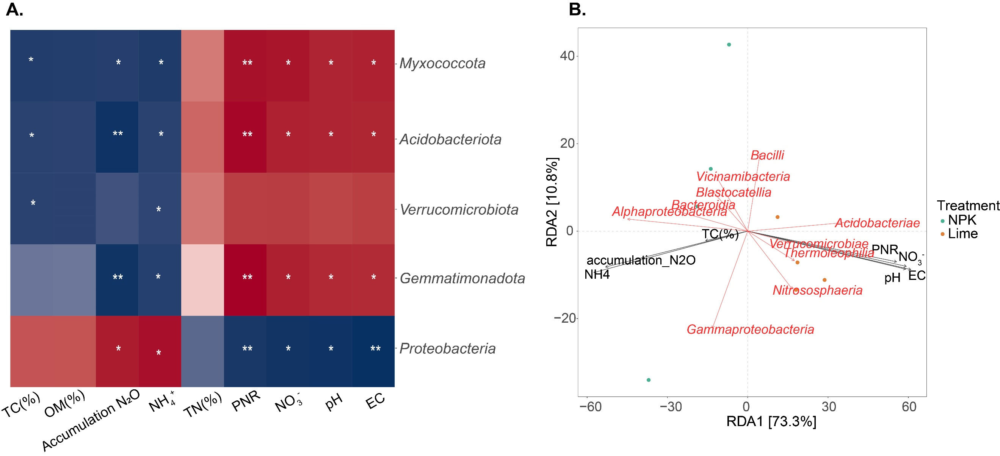 A.
* * * ** * * * Myxococcota
* ** * ** * * * Acidobacteriota
* * Verrucomicrobiota
** * ** * * * Gemmatimonadota
* * ** * * ** Proteobacteria
TC(%) OM(%) Accumulation N₂O NH₄⁺ TN(%) PNR NO₃⁻ pH EC
B.
40
20
0
−20
RDA2 [10.8%]
Bacilli
Vicinamibacteria
Blastocatellia
Bacteroidia
Alphaproteobacteria
Acidobacteriae
TC(%)
Verrucomicrobiae
PNR
Thermoleophilia
NO₃⁻
accumulation_N2O
NH4
pH
EC
Nitrososphaeria
Gammaproteobacteria
−60 −30 0 30 60
RDA1 [73.3%]
Treatment
NPK
Lime